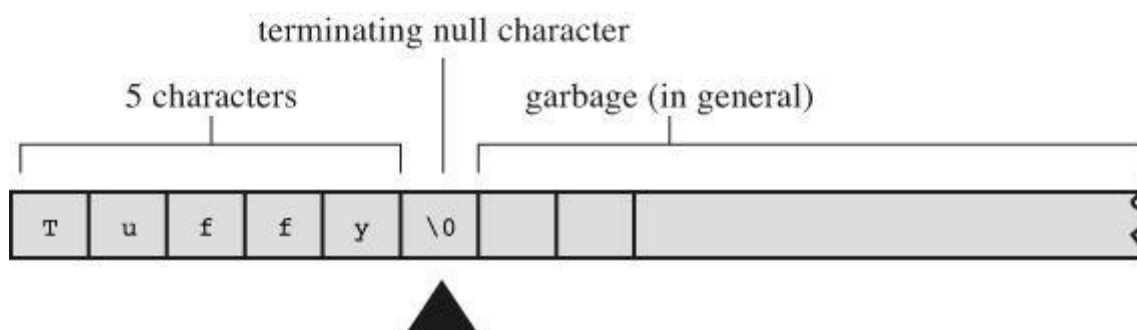 terminating null character
5 characters
garbage (in general)
T u f f y \0